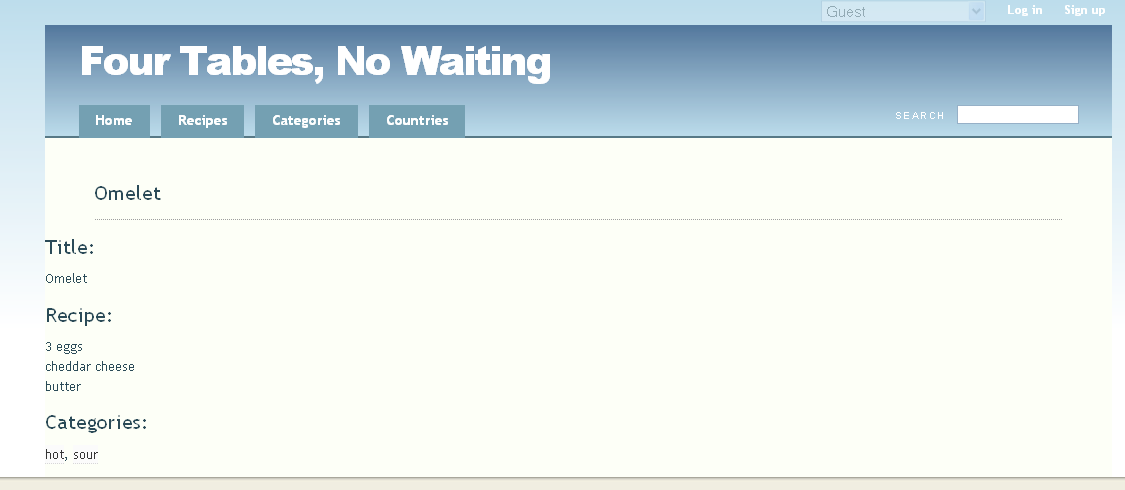 Guest
Log in Sign up
Four Tables, No Waiting
Home Recipes Categories Countries
SEARCH
Omelet
Title:
Omelet
Recipe:
3 eggs
cheddar cheese
butter
Categories:
hot, sour